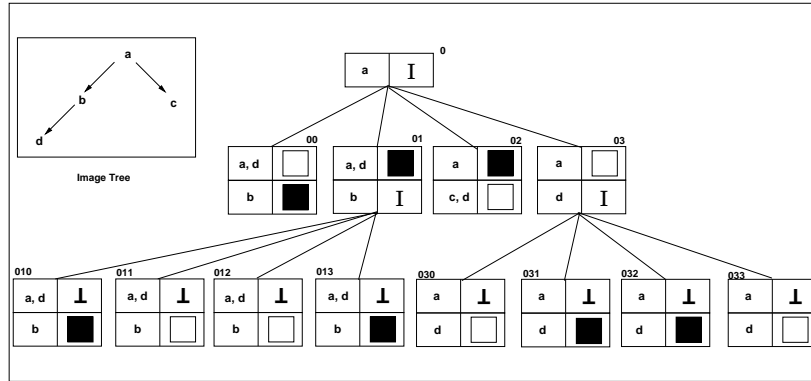 a
b
c
d
Image Tree
0
a I
00
a, d
b
01
a, d
b I
02
a
c, d
03
a
d I
010
a, d ⊥
b
011
a, d ⊥
b
012
a, d ⊥
b
013
a, d ⊥
b
030
a ⊥
d
031
a ⊥
d
032
a ⊥
d
033
a ⊥
d